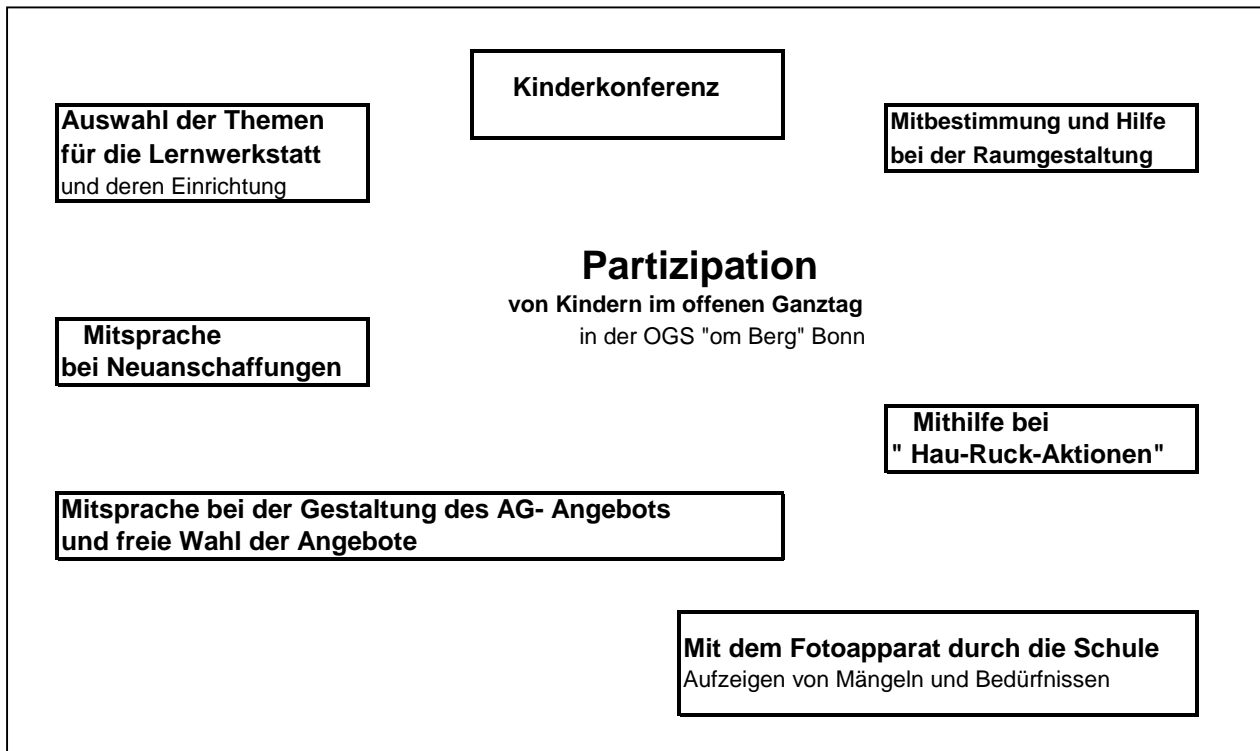 Kinderkonferenz
Auswahl der Themen
für die Lernwerkstatt
und deren Einrichtung
Mitbestimmung und Hilfe
bei der Raumgestaltung
Partizipation
von Kindern im offenen Ganztag
in der OGS "om Berg" Bonn
Mitsprache
bei Neuanschaffungen
Mithilfe bei
" Hau-Ruck-Aktionen"
Mitsprache bei der Gestaltung des AG- Angebots
und freie Wahl der Angebote
Mit dem Fotoapparat durch die Schule
Aufzeigen von Mängeln und Bedürfnissen